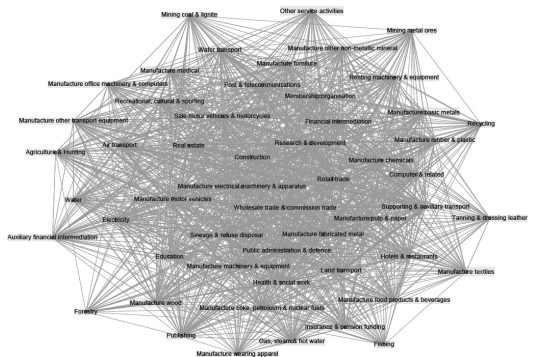 Other service activities
Mining coal & lignite
Mining metal ores
Water transport
Manufacture other non-metallic mineral
Manufacture furniture
Manufacture medical
Renting machinery & equipment
Manufacture office machinery & computers
Post & telecommunications
Membership organisation
Recreational, cultural & sporting
Manufacture basic metals
Sale motor vehicles & motorcycles
Manufacture other transport equipment
Financial intermediation
Recycling
Manufacture rubber & plastic
Research & development
Air transport
Real estate
Agriculture & Hunting
Construction
Manufacture chemicals
Computer & related
Retail trade
Manufacture electrical machinery & apparatus
Manufacture motor vehicles
Water
Wholesale trade & commission trade
Supporting & auxiliary transport
Electricity
Manufacture pulp & paper
Tanning & dressing leather
Sewage & refuse disposal
Manufacture fabricated metal
Auxiliary financial intermediation
Public administration & defence
Education
Hotels & restaurants
Manufacture machinery & equipment
Land transport
Manufacture textiles
Health & social work
Manufacture wood
Manufacture food products & beverages
Manufacture coke, petroleum & nuclear fuels
Forestry
Insurance & pension funding
Publishing
Gas, steam & hot water
Fishing
Manufacture wearing apparel